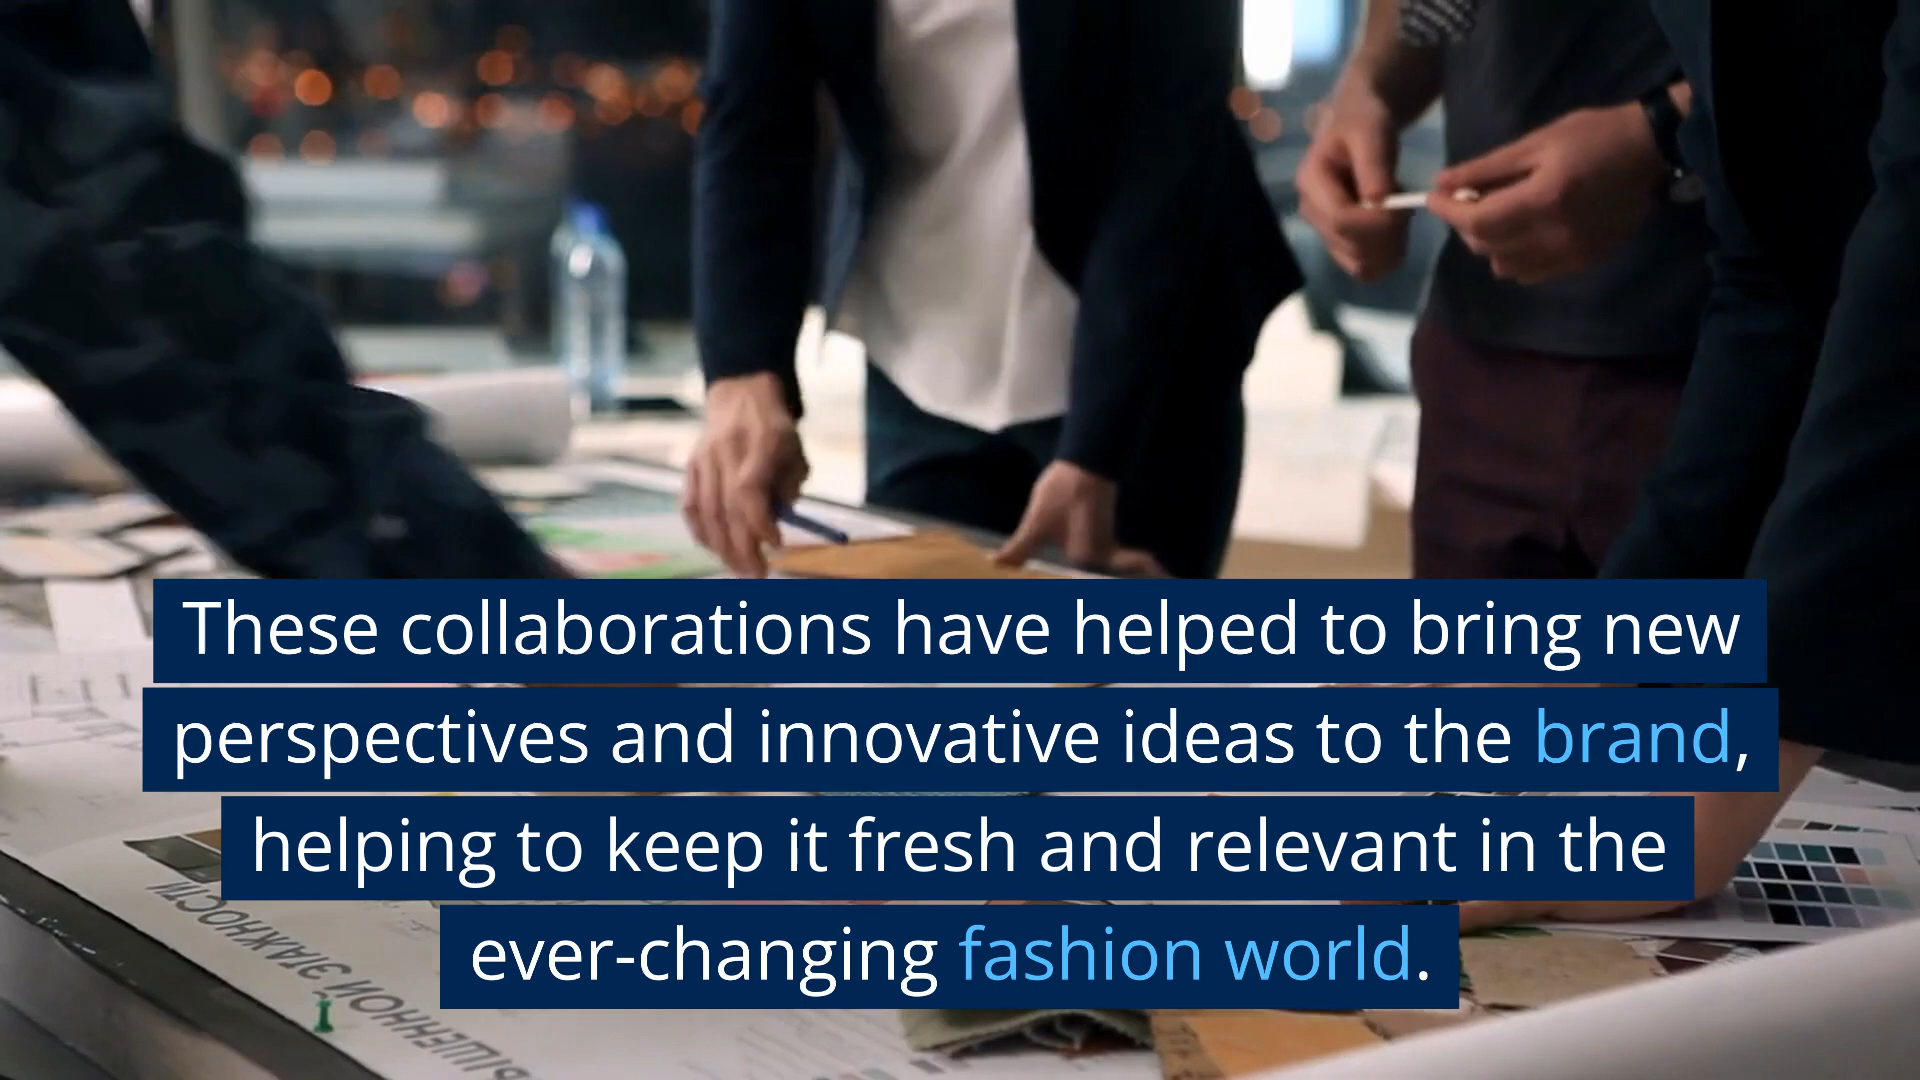 These collaborations have helped to bring new
perspectives and innovative ideas to the brand,
helping to keep it fresh and relevant in the
ever-changing fashion world.
ЭТАЖНОСТИ